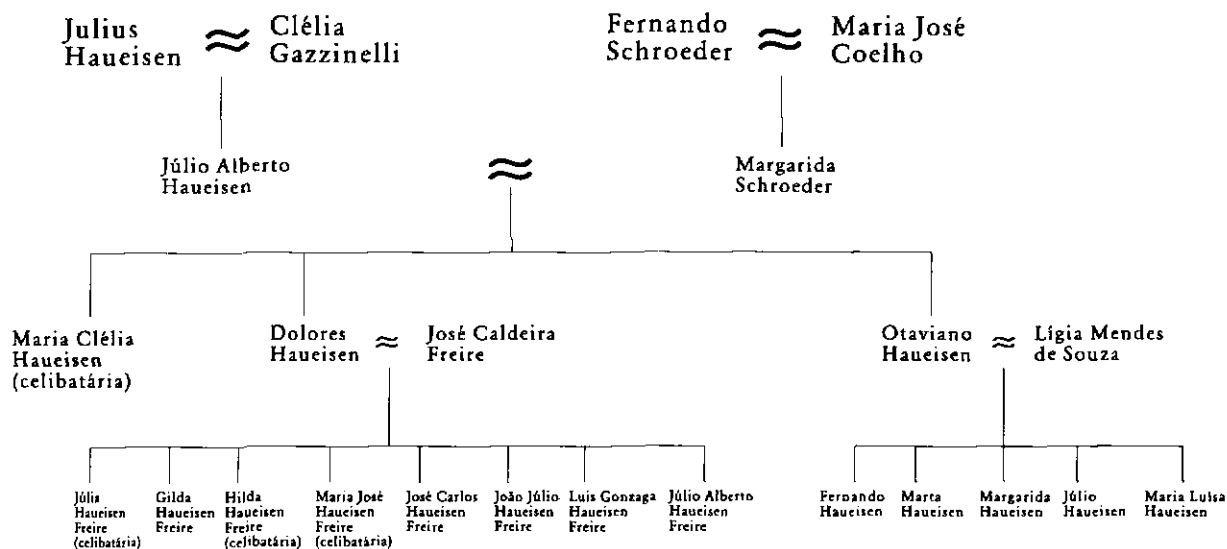 Julius
Haueisen
≈
Clélia
Gazzinelli
Fernando
Schroeder
≈
Maria José
Coelho
Júlio Alberto
Haueisen
≈
Margarida
Schroeder
Maria Clélia
Haueisen
(celibatária)
Dolores
Haueisen
≈
José Caldeira
Freire
Otaviano
Haueisen
≈
Lígia Mendes
de Souza
Júlia
Haueisen
Freire
(celibatária)
Gilda
Haueisen
Freire
Hilda
Haueisen
Freire
(celibatária)
Maria José
Haueisen
Freire
(celibatária)
José Carlos
Haueisen
Freire
João Júlio
Haueisen
Freire
Luis Gonzaga
Haueisen
Freire
Júlio Alberto
Haueisen
Freire
Fernando
Haueisen
Marta
Haueisen
Margarida
Haueisen
Júlio
Haueisen
Maria Luisa
Haueisen